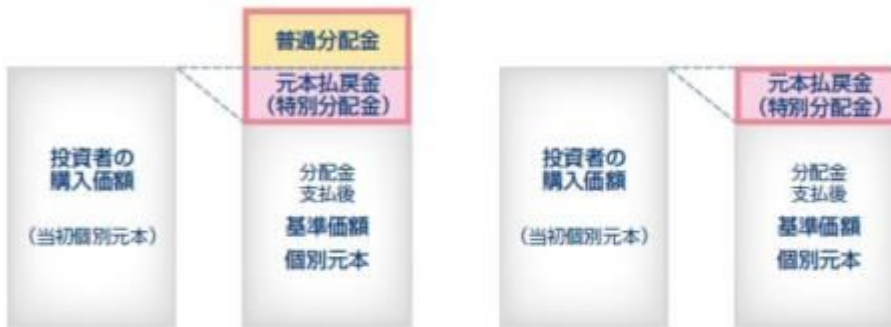 普通分配金
元本払戻金
(特別分配金)
投資者の
購入価額
(当初個別元本)
分配金
支払後
基準価額
個別元本
元本払戻金
(特別分配金)
投資者の
購入価額
(当初個別元本)
分配金
支払後
基準価額
個別元本